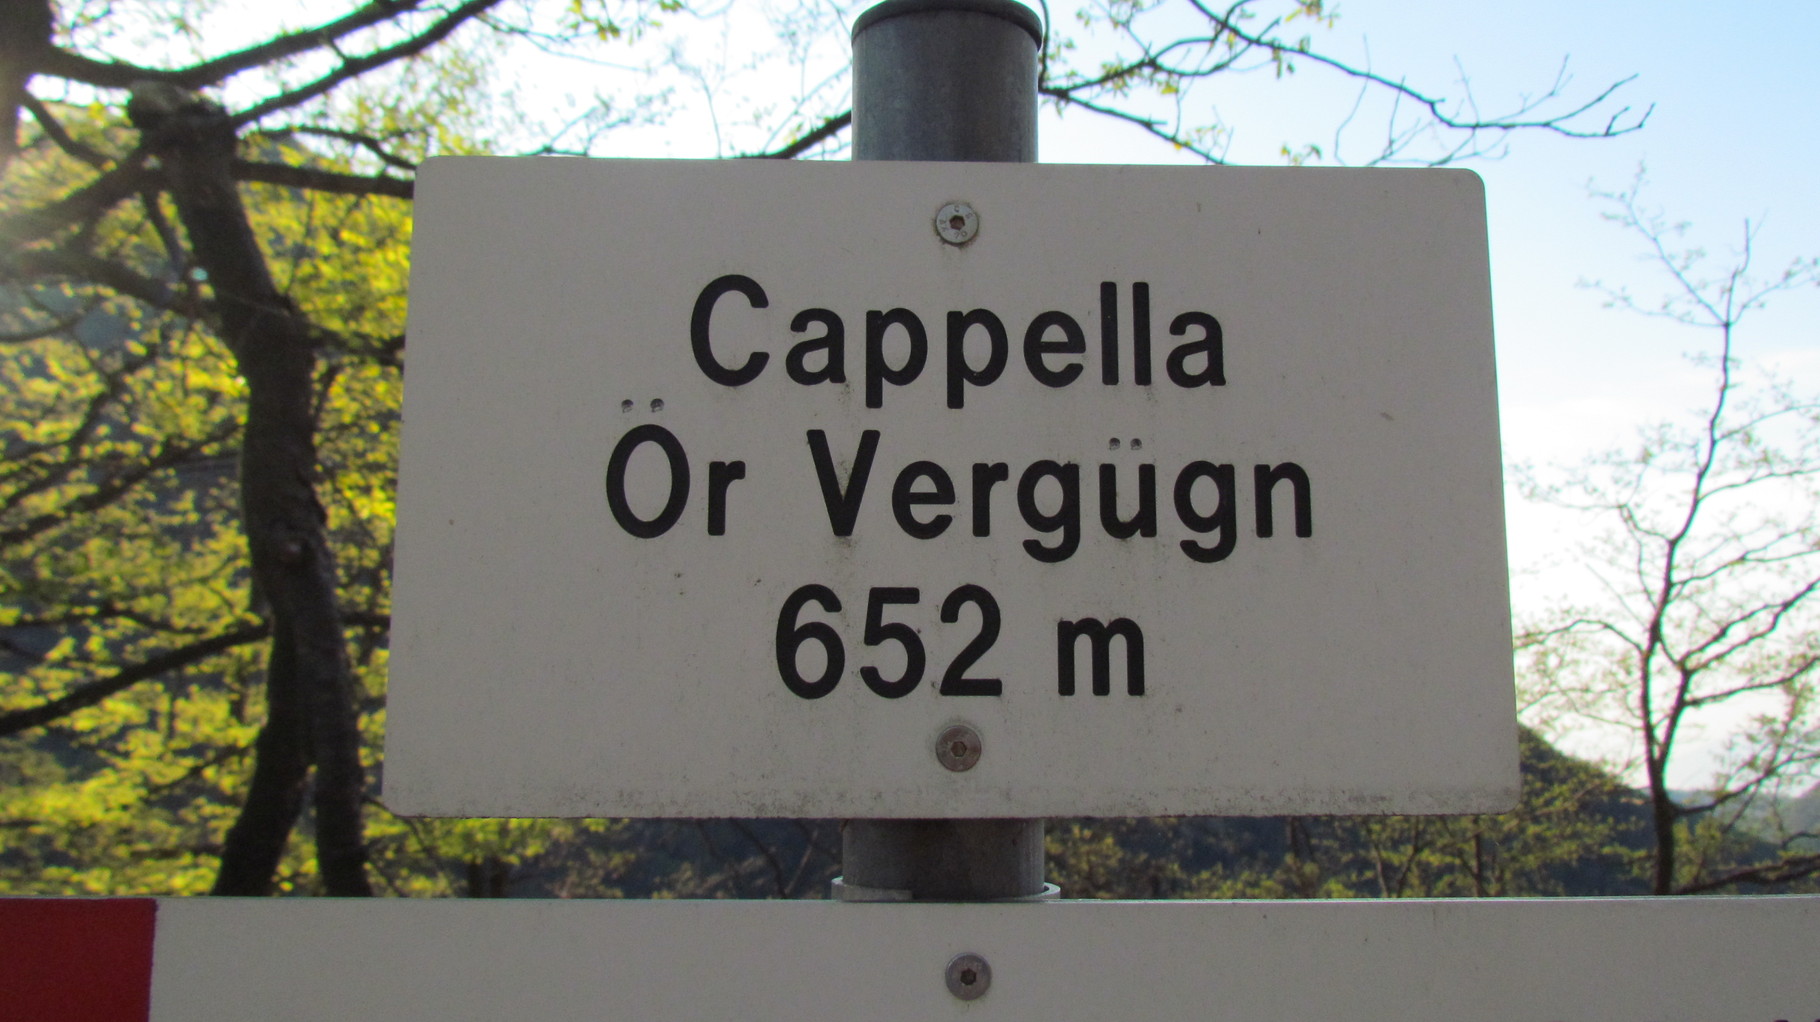 Cappella
Ör Vergügn
652 m